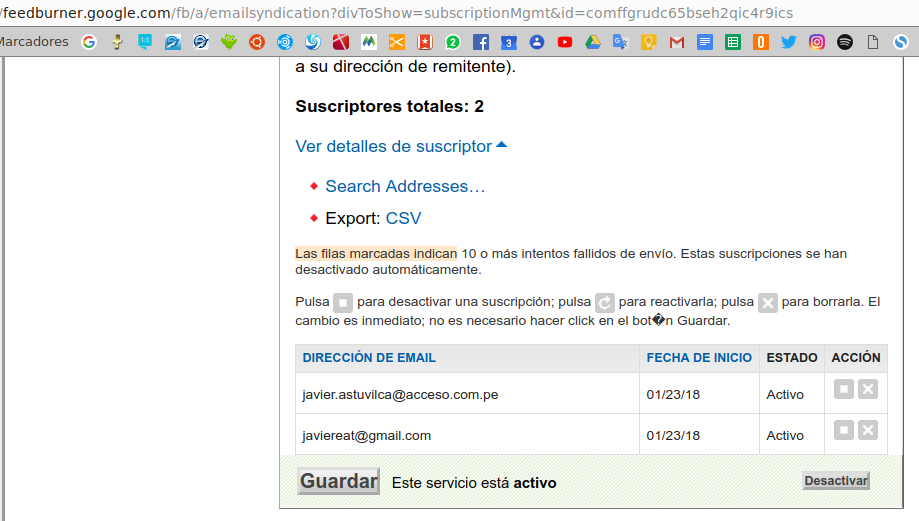 /feedburner.google.com/fb/a/emailsyndication?divToShow=subscriptionMgmt&id=comffgrudc65bseh2qic4r9ics
Marcadores
a su dirección de remitente).
Suscriptores totales: 2
Ver detalles de suscriptor
Search Addresses…
Export: CSV
Las filas marcadas indican 10 o más intentos fallidos de envío. Estas suscripciones se han
desactivado automáticamente.
Pulsa para desactivar una suscripción; pulsa para reactivarla; pulsa para borrarla. El
cambio es inmediato; no es necesario hacer click en el bot�n Guardar.
DIRECCIÓN DE EMAIL FECHA DE INICIO ESTADO ACCIÓN
javier.astuvilca@acceso.com.pe 01/23/18 Activo
javiereat@gmail.com 01/23/18 Activo
Guardar Este servicio está activo Desactivar